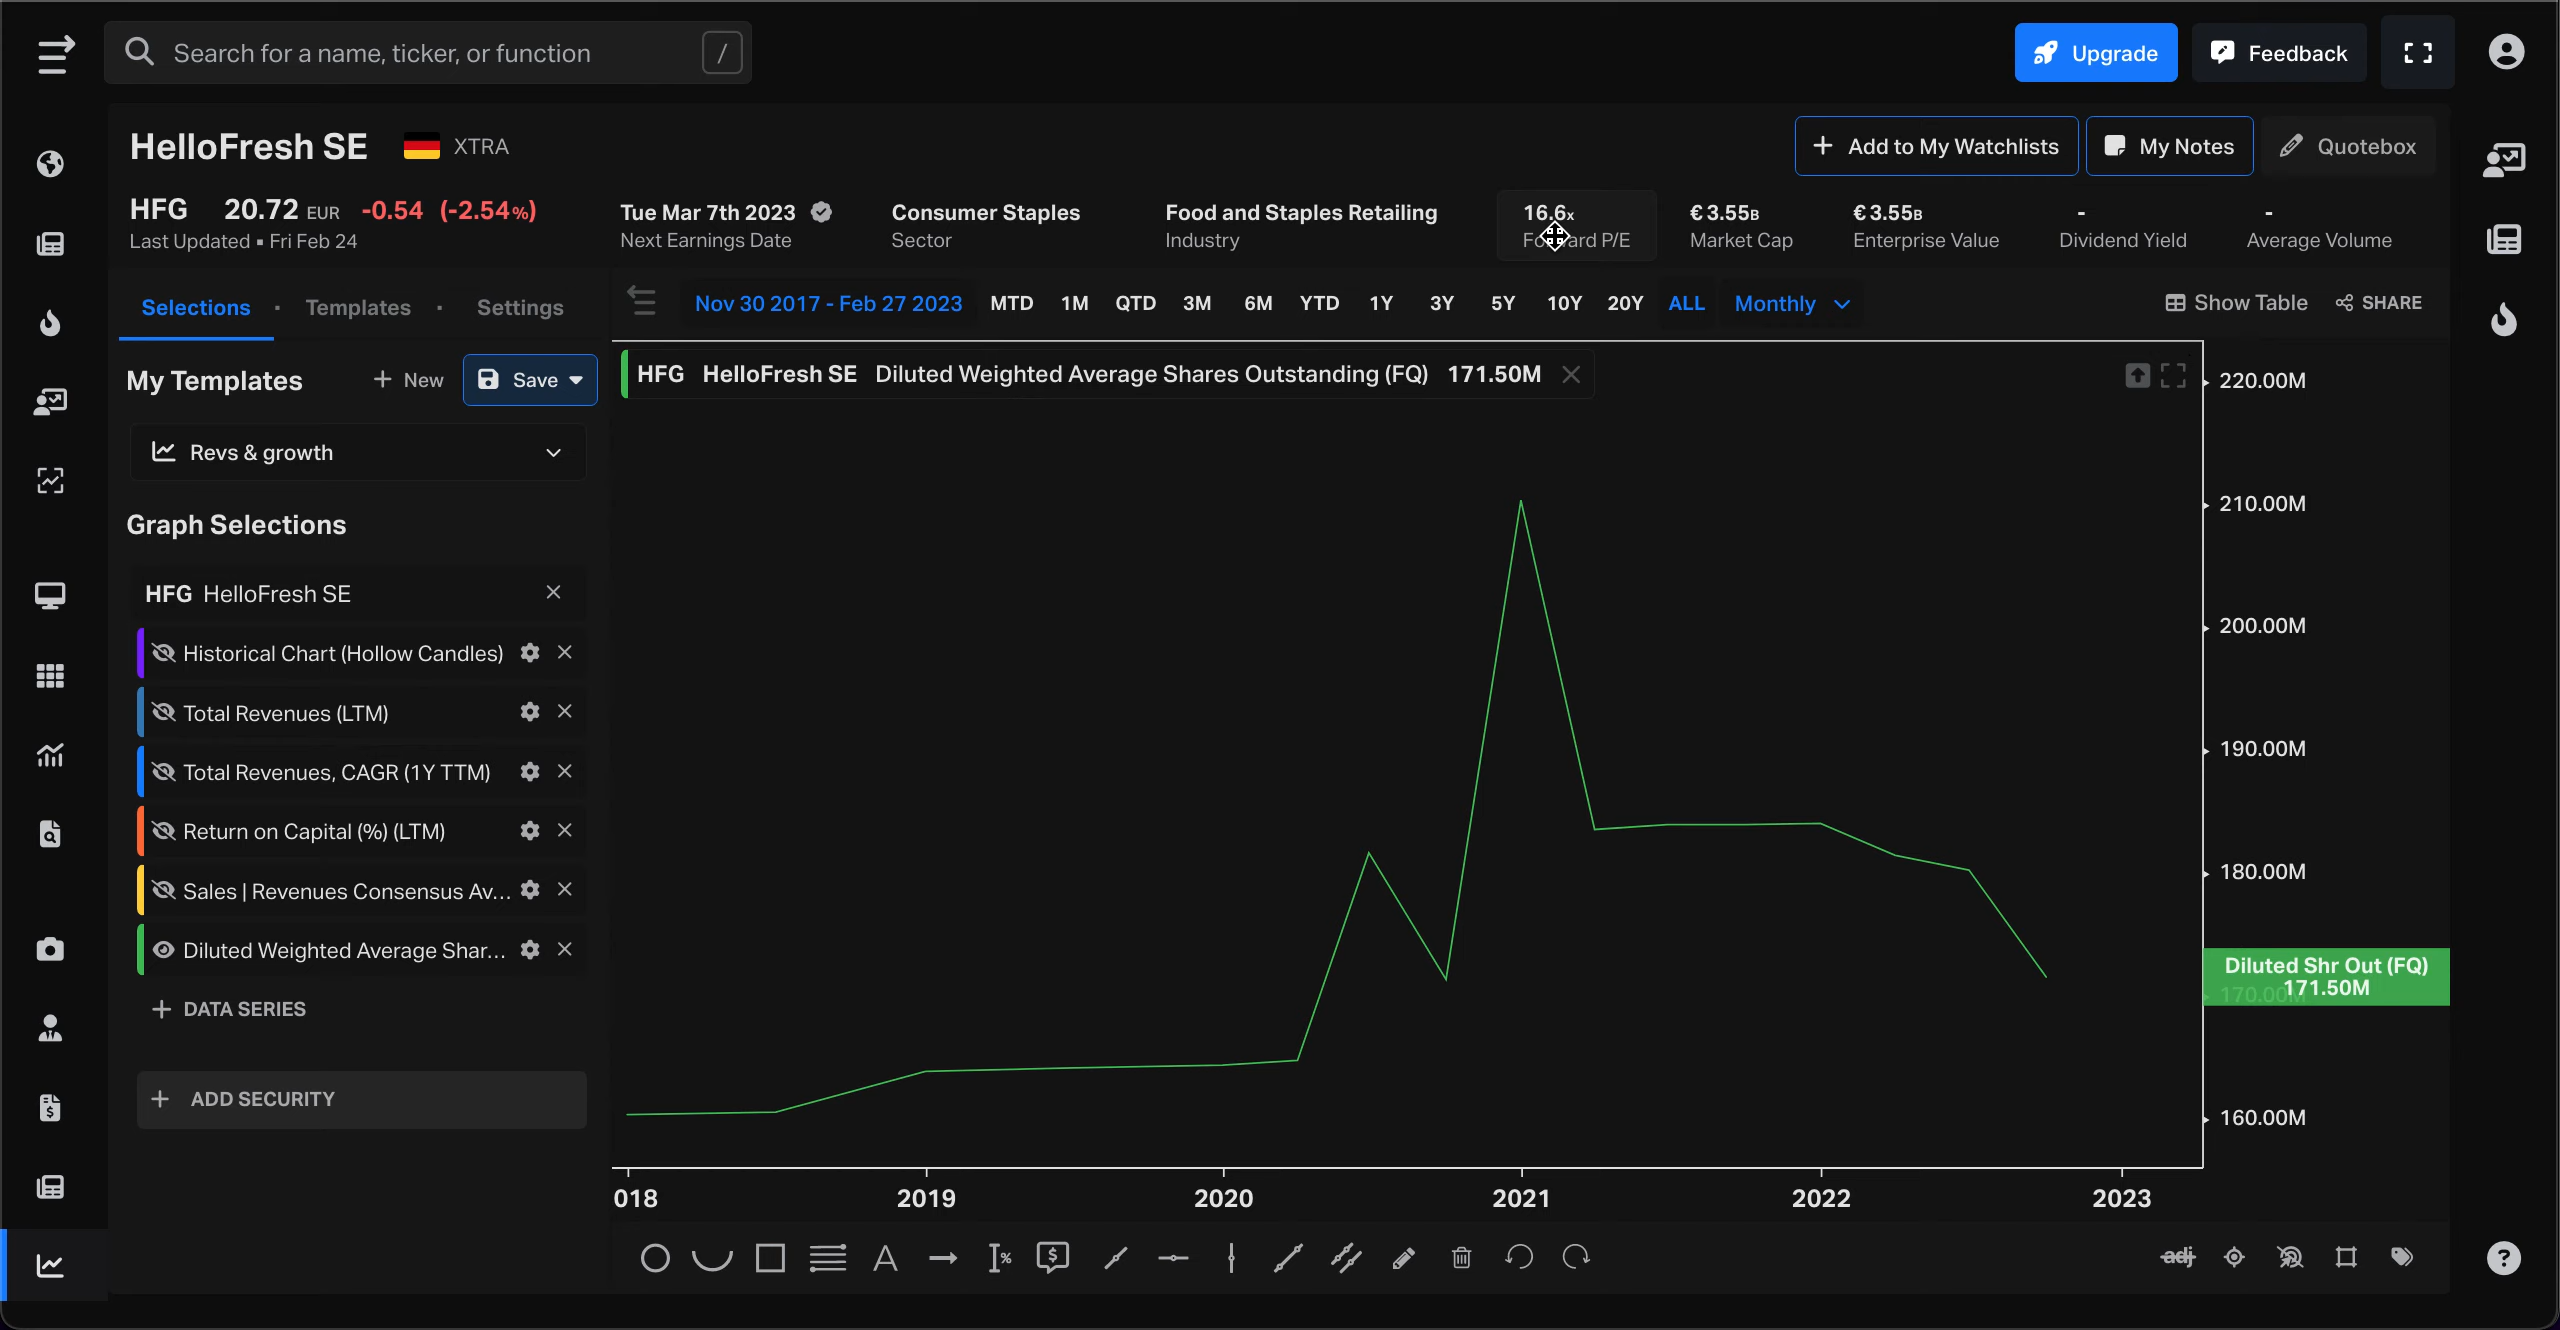 Search for a name, ticker, or function /
Upgrade
Feedback
HelloFresh SE XTRA
Add to My Watchlists
My Notes
Quotebox
HFG 20.72 EUR -0.54 (-2.54%)
Last Updated ▪ Fri Feb 24
Tue Mar 7th 2023
Next Earnings Date
Consumer Staples
Sector
Food and Staples Retailing
Industry
16.6x
P/E
€3.55B
Market Cap
€3.55B
Enterprise Value
-
Dividend Yield
-
Average Volume
Selections · Templates · Settings
Nov 30 2017 - Feb 27 2023 MTD 1M QTD 3M 6M YTD 1Y 3Y 5Y 10Y 20Y ALL Monthly
Show Table
SHARE
My Templates
+ New
Save
Revs & growth
Graph Selections
HFG HelloFresh SE
Historical Chart (Hollow Candles)
Total Revenues (LTM)
Total Revenues, CAGR (1Y TTM)
Return on Capital (%) (LTM)
Sales | Revenues Consensus Av...
Diluted Weighted Average Shar...
+ DATA SERIES
+ ADD SECURITY
HFG HelloFresh SE Diluted Weighted Average Shares Outstanding (FQ) 171.50M
220.00M
210.00M
200.00M
190.00M
180.00M
Diluted Shr Out (FQ)
171.50M
170.00M
160.00M
018 2019 2020 2021 2022 2023
A
%
$
adj
?